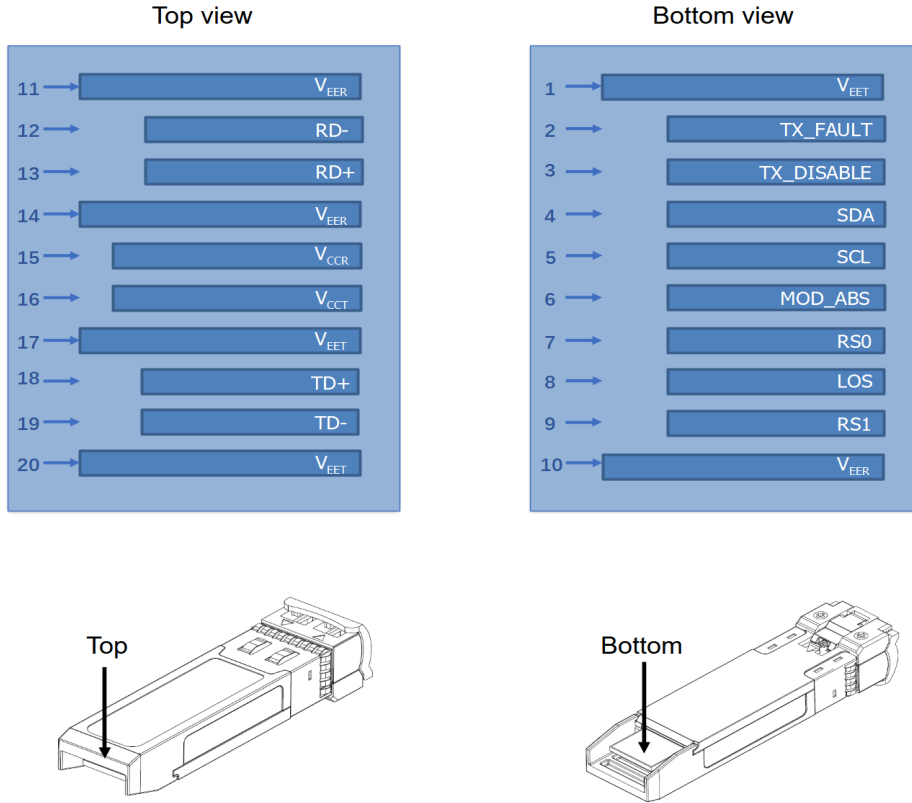 Top view
11 VEER
12 RD-
13 RD+
14 VEER
15 VCCR
16 VCCT
17 VEET
18 TD+
19 TD-
20 VEET
Bottom view
1 VEET
2 TX_FAULT
3 TX_DISABLE
4 SDA
5 SCL
6 MOD_ABS
7 RS0
8 LOS
9 RS1
10 VEER
Top
Bottom